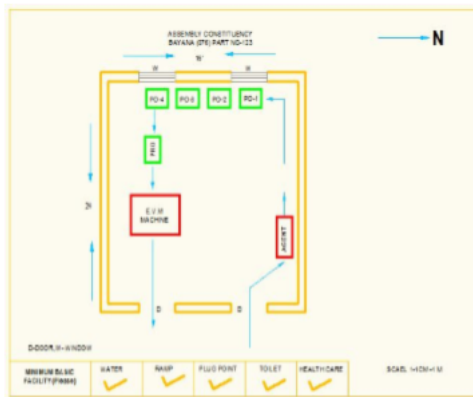 ASSEMBLY CONSTITUENCY
BAYANA (076) PART NO-123
N
W
W
PO-4
PO-3
PO-2
PO-1
PRO
E.V.M
MACHINE
AGENT
D
D
D-DOOR, W-WINDOW
MINIMUM BASIC
FACILITY
WATER
RAMP
PLUG POINT
TOILET
HEALTH CARE